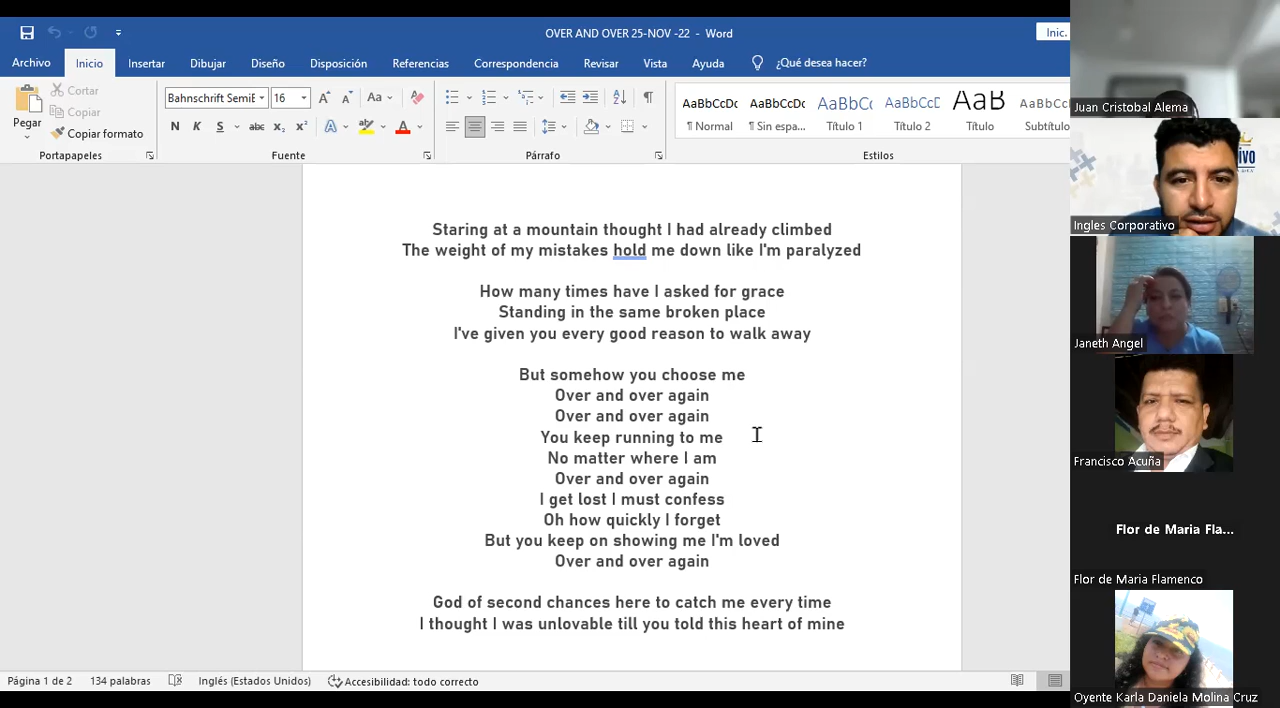 OVER AND OVER 25-NOV -22 - Word
Inic.
Archivo Inicio Insertar Dibujar Diseño Disposición Referencias Correspondencia Revisar Vista Ayuda ¿Qué desea hacer?
Pegar
Cortar
Copiar
Copiar formato
Portapapeles
Bahnschrift SemiE 16
Aa
N K S abc x₂ x² A A
Fuente
Párrafo
AaBbCcDc AaBbCcDc AaBbCcD AaBbCcD AaB AaBbCcD
¶ Normal ¶ Sin espa... Título 1 Título 2 Título Subtítulo
Estilos
Staring at a mountain thought I had already climbed
The weight of my mistakes hold me down like I'm paralyzed
How many times have I asked for grace
Standing in the same broken place
I've given you every good reason to walk away
But somehow you choose me
Over and over again
Over and over again
You keep running to me
No matter where I am
Over and over again
I get lost I must confess
Oh how quickly I forget
But you keep on showing me I'm loved
Over and over again
God of second chances here to catch me every time
I thought I was unlovable till you told this heart of mine
Página 1 de 2 134 palabras Inglés (Estados Unidos) Accesibilidad: todo correcto
Juan Cristobal Alema
ivo
Ingles Corporativo
Janeth Angel
Francisco Acuña
Flor de Maria Fla...
Flor de Maria Flamenco
Oyente Karla Daniela Molina Cruz